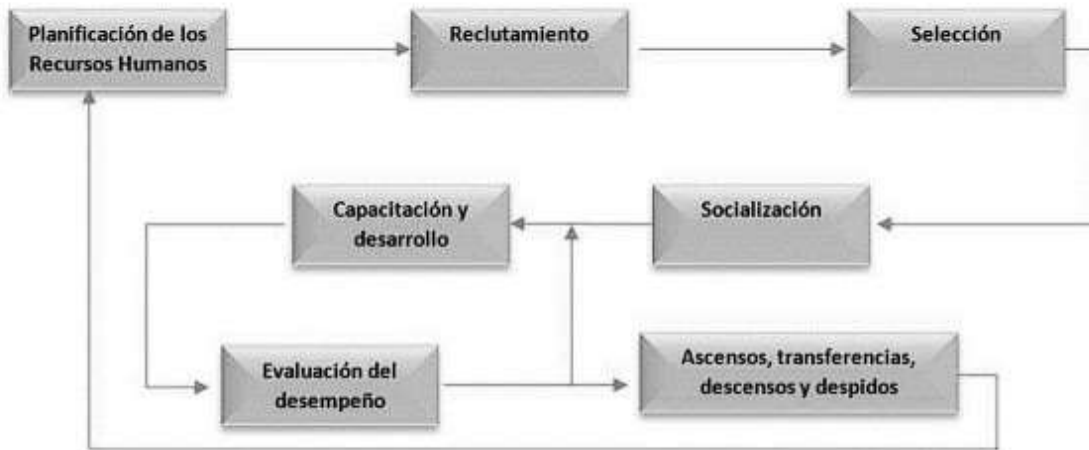 Planificación de los
Recursos Humanos
Reclutamiento
Selección
Capacitación y
desarrollo
Socialización
Evaluación del
desempeño
Ascensos, transferencias,
descensos y despidos